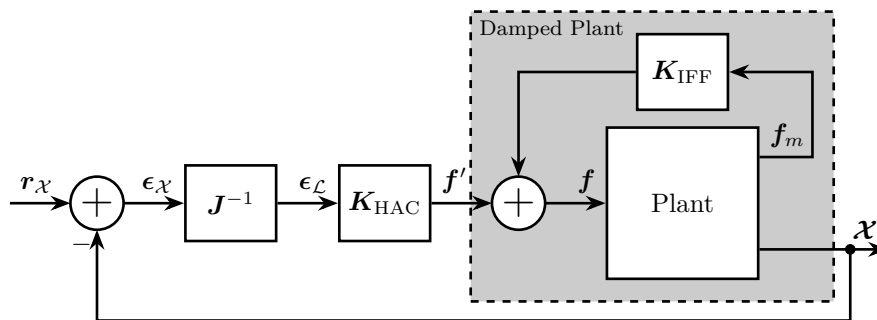 Damped Plant
K_IFF
r_𝒳
+
−
ϵ_𝒳
J⁻¹
ϵ_ℒ
K_HAC
f′
+
f
Plant
f_m
𝒳